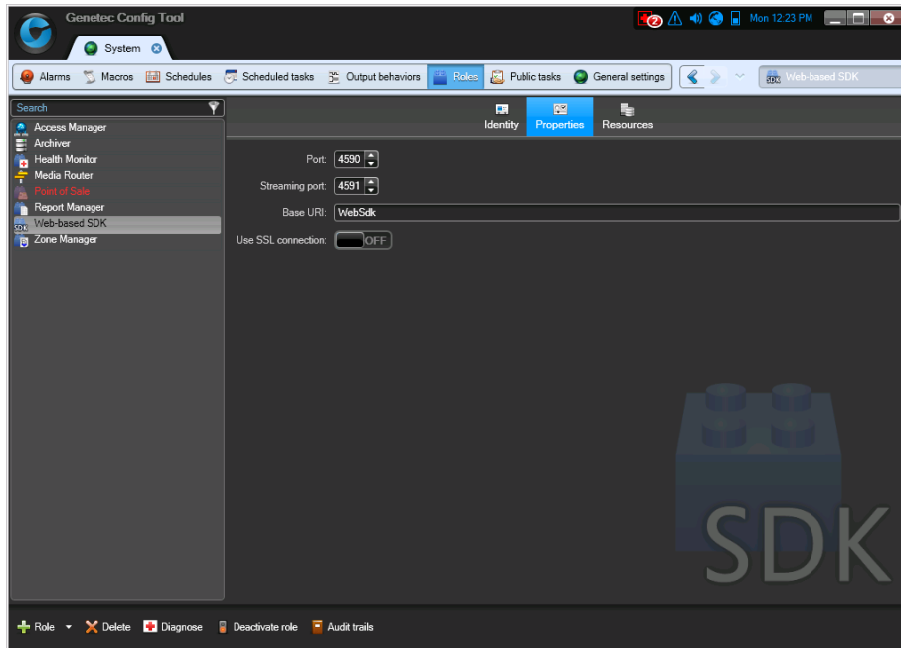 Genetec Config Tool
2
Mon 12:23 PM
System
Alarms
Macros
Schedules
Scheduled tasks
Output behaviors
Roles
Public tasks
General settings
SDK Web-based SDK
Search
Identity
Properties
Resources
Access Manager
Archiver
Health Monitor
Media Router
Point of Sale
Report Manager
SDK Web-based SDK
Zone Manager
Port: 4590
Streaming port: 4591
Base URI: WebSdk
Use SSL connection: OFF
SDK
Role
Delete
Diagnose
Deactivate role
Audit trails